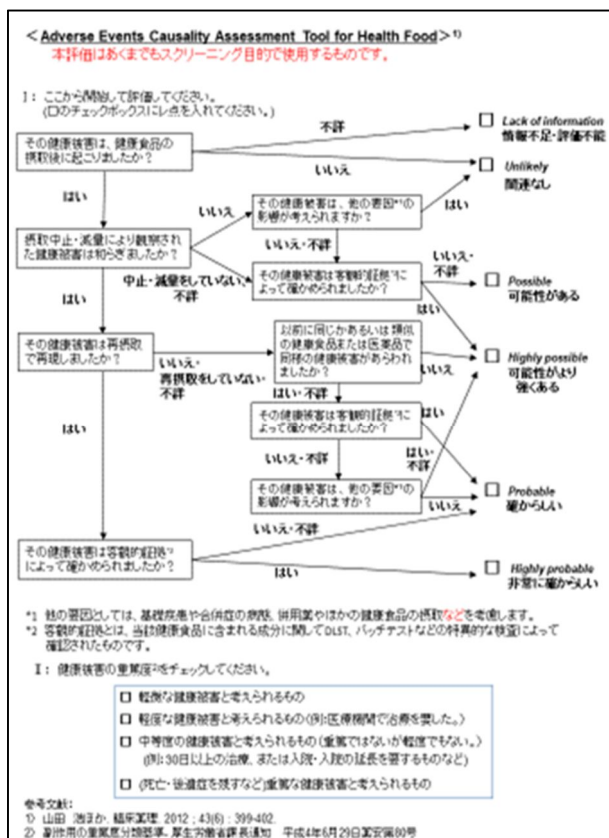 ＜Adverse Events Causality Assessment Tool for Health Food＞1)
本評価はあくまでもスクリーニング目的で使用するものです。
Ⅰ： ここから開始して評価してください。
(□のチェックボックスにレ点を入れてください。)
その健康被害は、健康食品の
摂取後に起こりましたか？
不詳
□ Lack of information
情報不足・評価不能
いいえ
□ Unlikely
関連なし
はい
いいえ
その健康被害は、他の要因*1の
影響が考えられますか？
はい
摂取中止・減量により観察され
た健康被害は和らぎましたか？
いいえ・不詳
中止・減量をしていない、
不詳
その健康被害は客観的証拠*2に
よって確かめられましたか？
いいえ・
不詳
□ Possible
可能性がある
はい
はい
その健康被害は再摂取
で再現しましたか？
いいえ・
再摂取をしていない・
不詳
以前に同じかあるいは類似
の健康食品または医薬品で
同様の健康被害があらわれ
ましたか？
いいえ
□ Highly possible
可能性がより
強くある
はい・不詳
その健康被害は客観的証拠*2に
よって確かめられましたか？
はい
はい
いいえ・不詳
はい・
不詳
その健康被害は、他の要因*1の
影響が考えられますか？
いいえ
□ Probable
確からしい
いいえ・不詳
その健康被害は客観的証拠*2
によって確かめられましたか？
はい
□ Highly probable
非常に確からしい
*1 他の要因としては、基礎疾患や合併症の病態、併用薬やほかの健康食品の摂取などを考慮します。
*2 客観的証拠とは、当該健康食品に含まれる成分に関してDLST、パッチテストなどの特異的な検査によって
確認されたものです。
Ⅱ： 健康被害の重篤度2)をチェックしてください。
□ 軽微な健康被害と考えられるもの
□ 軽度な健康被害と考えられるもの(例：医療機関で治療を要した。)
□ 中等度の健康被害と考えられるもの(重篤ではないが軽度でもない。)
(例：30日以上の治療、または入院・入院の延長を要するものなど)
□ (死亡・後遺症を残すなど)重篤な健康被害と考えられるもの
参考文献：
1) 山田 浩ほか. 臨床薬理. 2012 ; 43(6) : 399-402.
2) 副作用の重篤度分類基準. 厚生労働省課長通知 平成4年6月29日薬安第80号